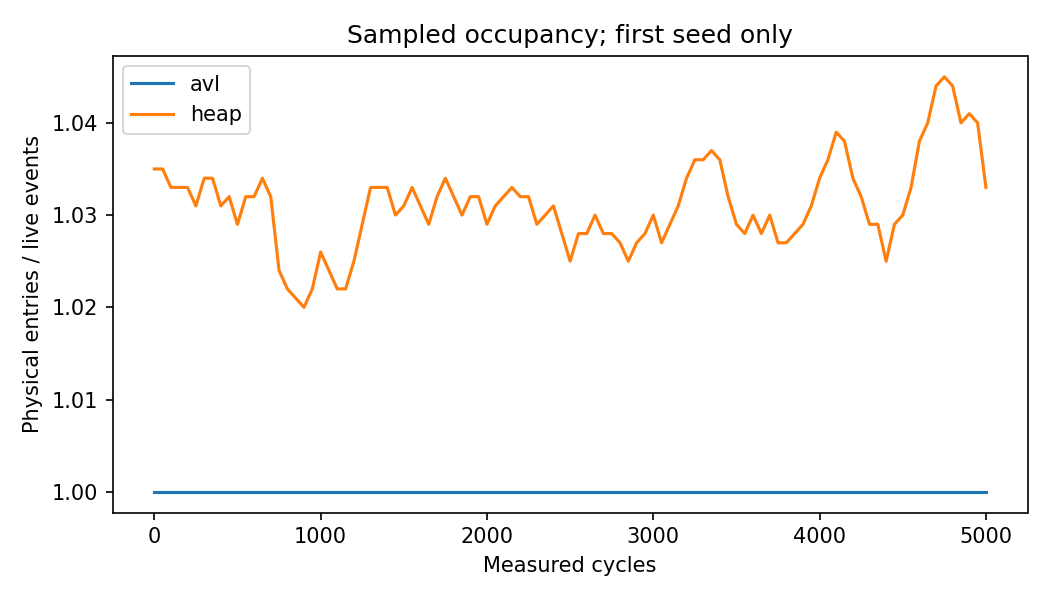 Sampled occupancy; first seed only
avl
heap
Physical entries / live events
1.04
1.03
1.02
1.01
1.00
0 1000 2000 3000 4000 5000
Measured cycles